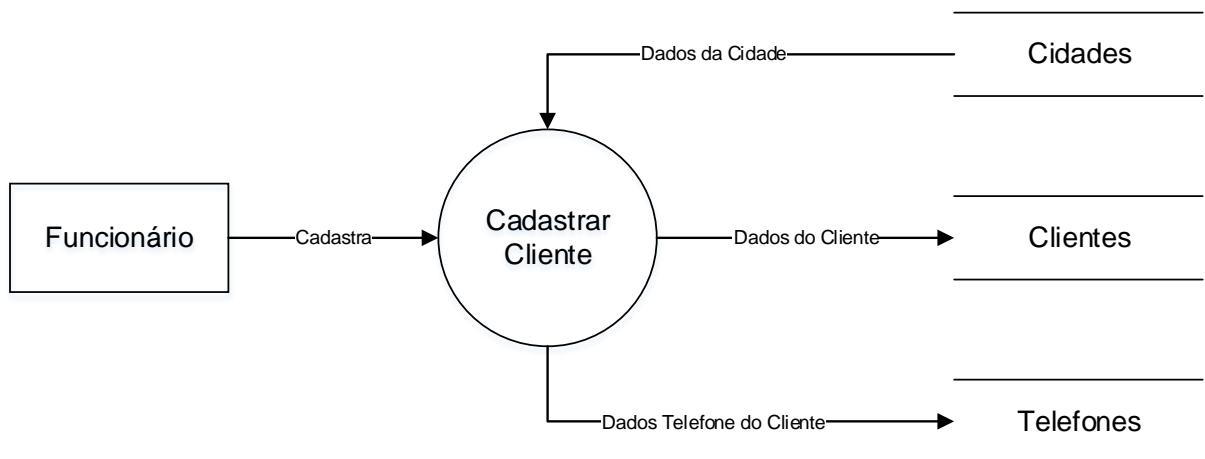 Dados da Cidade
Cidades
Funcionário
Cadastra
Cadastrar
Cliente
Dados do Cliente
Clientes
Dados Telefone do Cliente
Telefones